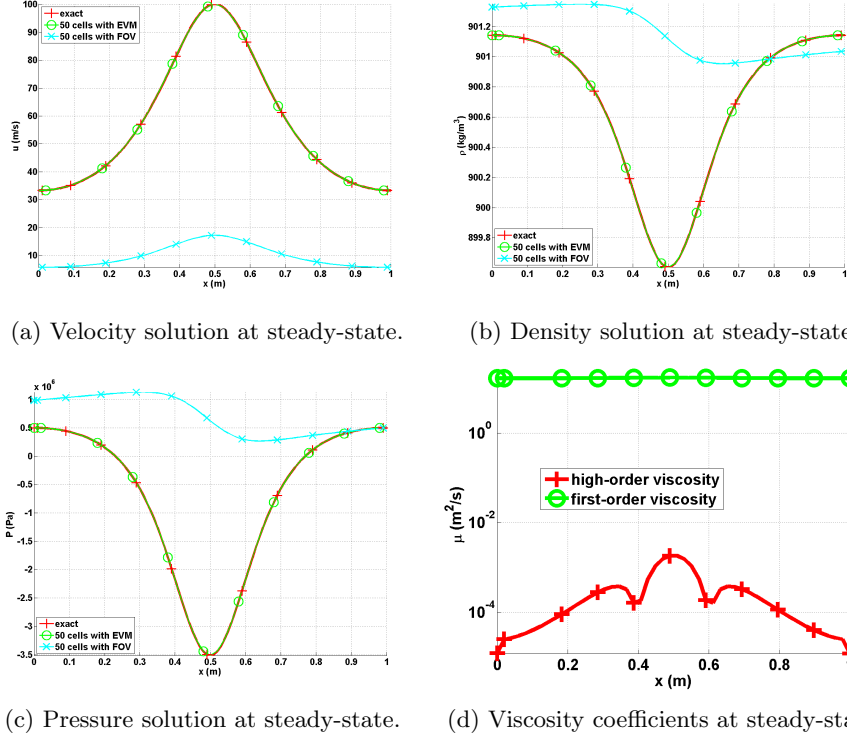 100
90
80
70
60
50
40
30
20
10
u (m/s)
exact
50 cells with EVM
50 cells with FOV
0 0.1 0.2 0.3 0.4 0.5 0.6 0.7 0.8 0.9 1
x (m)
(a) Velocity solution at steady-state.
901.2
901
900.8
900.6
900.4
900.2
900.0
899.8
ρ (kg/m³)
exact
50 cells with EVM
50 cells with FOV
0 0.1 0.2 0.3 0.4 0.5 0.6 0.7 0.8 0.9 1
x (m)
(b) Density solution at steady-state
x 10⁶
1
0.5
0
-0.5
-1
-1.5
-2
-2.5
-3
-3.5
P (Pa)
exact
50 cells with EVM
50 cells with FOV
0 0.1 0.2 0.3 0.4 0.5 0.6 0.7 0.8 0.9 1
x (m)
(c) Pressure solution at steady-state.
10⁰
10⁻²
10⁻⁴
μ (m²/s)
high-order viscosity
first-order viscosity
0 0.2 0.4 0.6 0.8
x (m)
(d) Viscosity coefficients at steady-sta